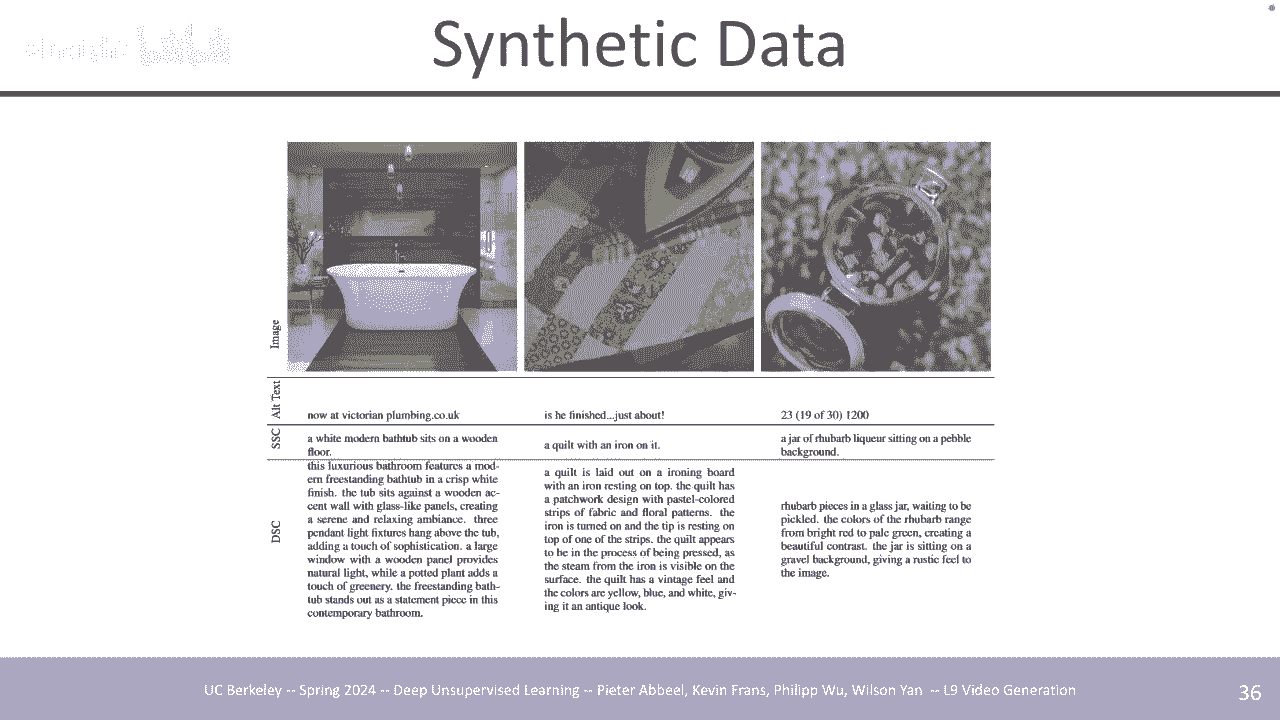 Synthetic Data
Image
Alt Text
now at victorian plumbing.co.uk
is he finished...just about!
23 (19 of 30) 1200
SSC
a white modern bathtub sits on a wooden
floor.
a quilt with an iron on it.
a jar of rhubarb liqueur sitting on a pebble
background.
DSC
this luxurious bathroom features a mod-
ern freestanding bathtub in a crisp white
finish. the tub sits against a wooden ac-
cent wall with glass-like panels, creating
a serene and relaxing ambiance. three
pendant light fixtures hang above the tub,
adding a touch of sophistication. a large
window with a wooden panel provides
natural light, while a potted plant adds a
touch of greenery. the freestanding bath-
tub stands out as a statement piece in this
contemporary bathroom.
a quilt is laid out on a ironing board
with an iron resting on top. the quilt has
a patchwork design with pastel-colored
strips of fabric and floral patterns. the
iron is turned on and the tip is resting on
top of one of the strips. the quilt appears
to be in the process of being pressed, as
the steam from the iron is visible on the
surface. the quilt has a vintage feel and
the colors are yellow, blue, and white, giv-
ing it an antique look.
rhubarb pieces in a glass jar, waiting to be
pickled. the colors of the rhubarb range
from bright red to pale green, creating a
beautiful contrast. the jar is sitting on a
gravel background, giving a rustic feel to
the image.
UC Berkeley -- Spring 2024 -- Deep Unsupervised Learning -- Pieter Abbeel, Kevin Frans, Philipp Wu, Wilson Yan -- L9 Video Generation
36